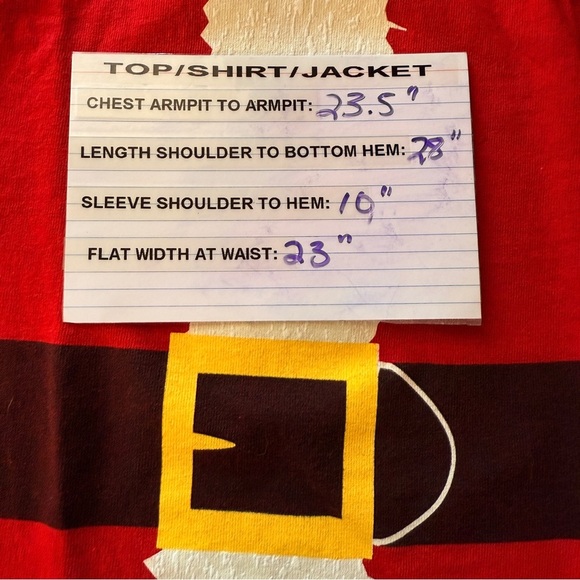 TOP/SHIRT/JACKET
CHEST ARMPIT TO ARMPIT: 23.5"
LENGTH SHOULDER TO BOTTOM HEM: 28"
SLEEVE SHOULDER TO HEM: 10"
FLAT WIDTH AT WAIST: 23"